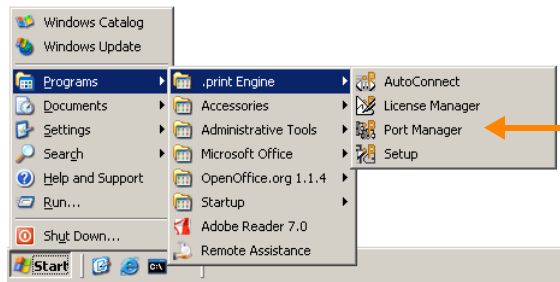 Windows Catalog
Windows Update
Programs
Documents
Settings
Search
Help and Support
Run...
Shut Down...
Start
.print Engine
Accessories
Administrative Tools
Microsoft Office
OpenOffice.org 1.1.4
Startup
Adobe Reader 7.0
Remote Assistance
AutoConnect
License Manager
Port Manager
Setup